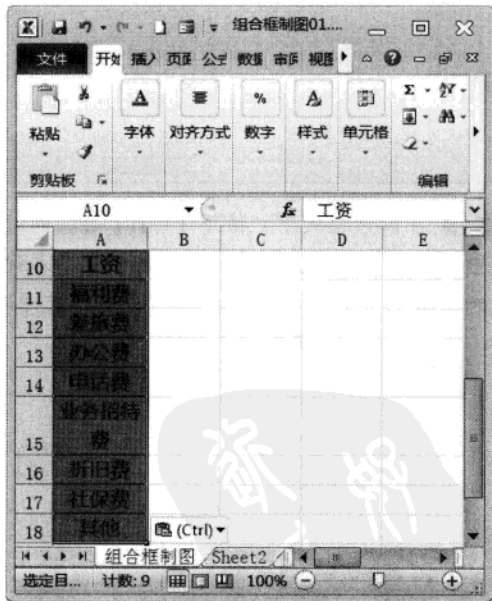 组合框制图01....
文件 开始 插入 页面 公式 数据 审阅 视图
粘贴 字体 对齐方式 数字 样式 单元格
剪贴板 编辑
A10 fx 工资
A B C D E
10 工资
11 福利费
12 差旅费
13 办公费
14 电话费
业务招待
15 费
16 折旧费
17 社保费
18 其他 (Ctrl)
组合框制图 Sheet2
选定目... 计数: 9 100%